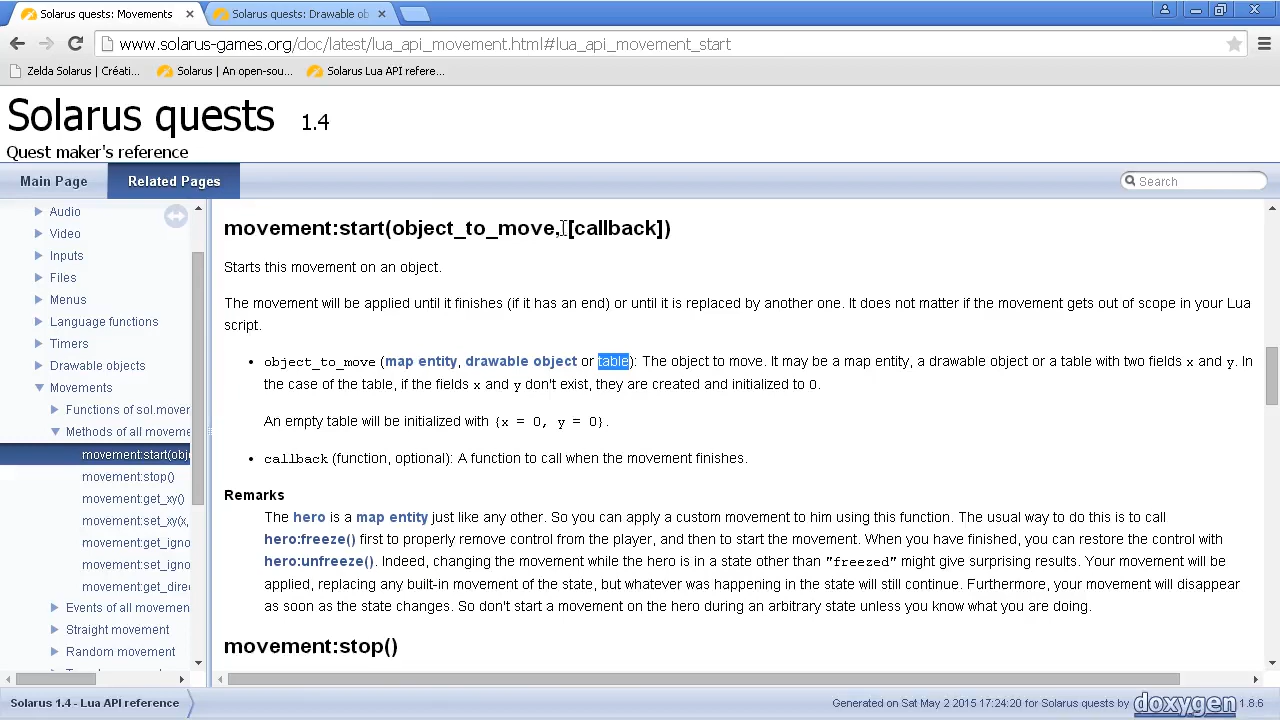 Solarus quests: Movements
Solarus quests: Drawable ob
www.solarus-games.org/doc/latest/lua_api_movement.html#lua_api_movement_start
Zelda Solarus | Créati...
Solarus | An open-sou...
Solarus Lua API refere...
Solarus quests 1.4
Quest maker's reference
Main Page
Related Pages
Search
Audio
Video
Inputs
Files
Menus
Language functions
Timers
Drawable objects
Movements
Functions of sol.mover
Methods of all moveme
movement:start(obj
movement:stop()
movement:get_xy()
movement:set_xy(x,
movement:get_igno
movement:set_igno
movement:get_dire
Events of all movemen
Straight movement
Random movement
movement:start(object_to_move, [callback])
Starts this movement on an object.
The movement will be applied until it finishes (if it has an end) or until it is replaced by another one. It does not matter if the movement gets out of scope in your Lua
script.
• object_to_move (map entity, drawable object or table): The object to move. It may be a map entity, a drawable object or a table with two fields x and y. In
the case of the table, if the fields x and y don't exist, they are created and initialized to 0.
An empty table will be initialized with {x = 0, y = 0}.
• callback (function, optional): A function to call when the movement finishes.
Remarks
The hero is a map entity just like any other. So you can apply a custom movement to him using this function. The usual way to do this is to call
hero:freeze() first to properly remove control from the player, and then to start the movement. When you have finished, you can restore the control with
hero:unfreeze(). Indeed, changing the movement while the hero is in a state other than "freezed" might give surprising results. Your movement will be
applied, replacing any built-in movement of the state, but whatever was happening in the state will still continue. Furthermore, your movement will disappear
as soon as the state changes. So don't start a movement on the hero during an arbitrary state unless you know what you are doing.
movement:stop()
Solarus 1.4 - Lua API reference
Generated on Sat May 2 2015 17:24:20 for Solarus quests by doxygen 1.8.6